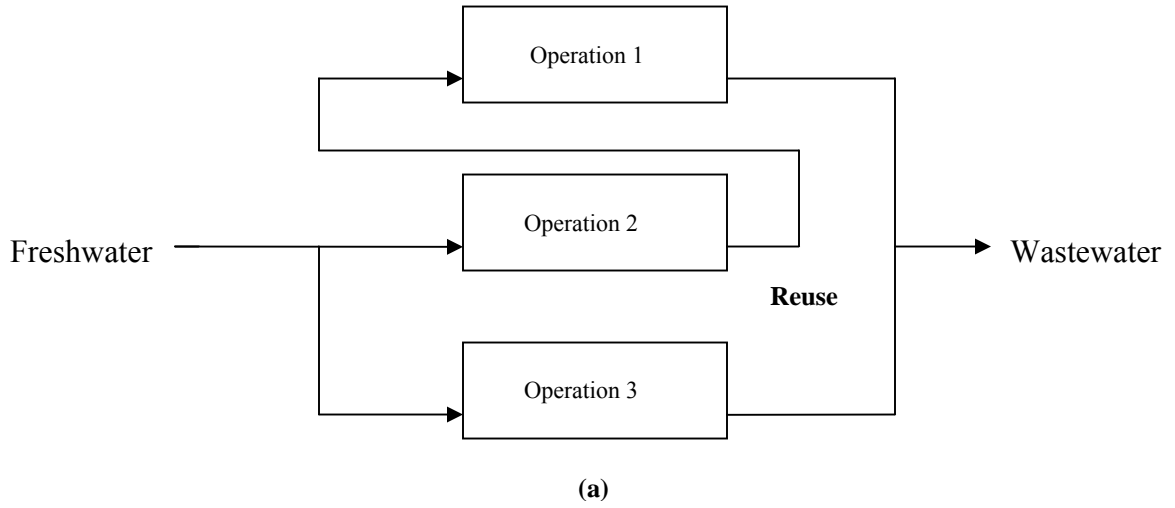 Operation 1
Operation 2
Freshwater
Wastewater
Reuse
Operation 3
(a)